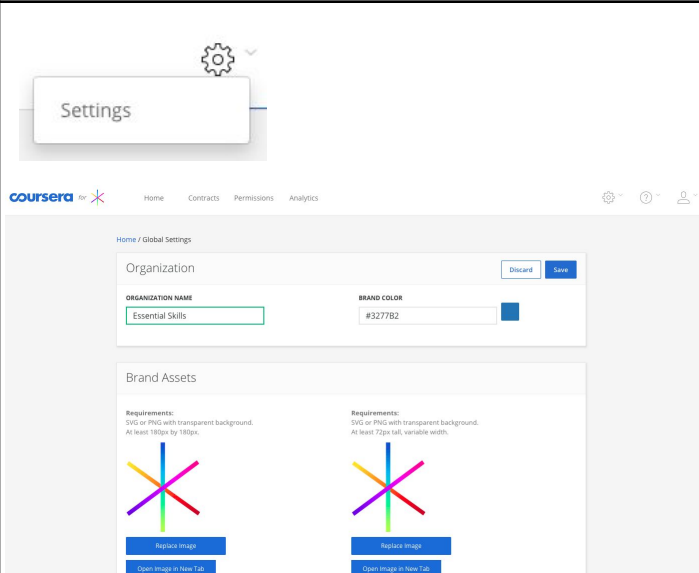 Settings
coursera for
Home Contracts Permissions Analytics
Home / Global Settings
Organization
Discard Save
ORGANIZATION NAME BRAND COLOR
Essential Skills #3277B2
Brand Assets
Requirements: Requirements:
SVG or PNG with transparent background. SVG or PNG with transparent background.
At least 180px by 180px. At least 72px tall, variable width.
Replace Image Replace Image
Open Image in New Tab Open Image in New Tab